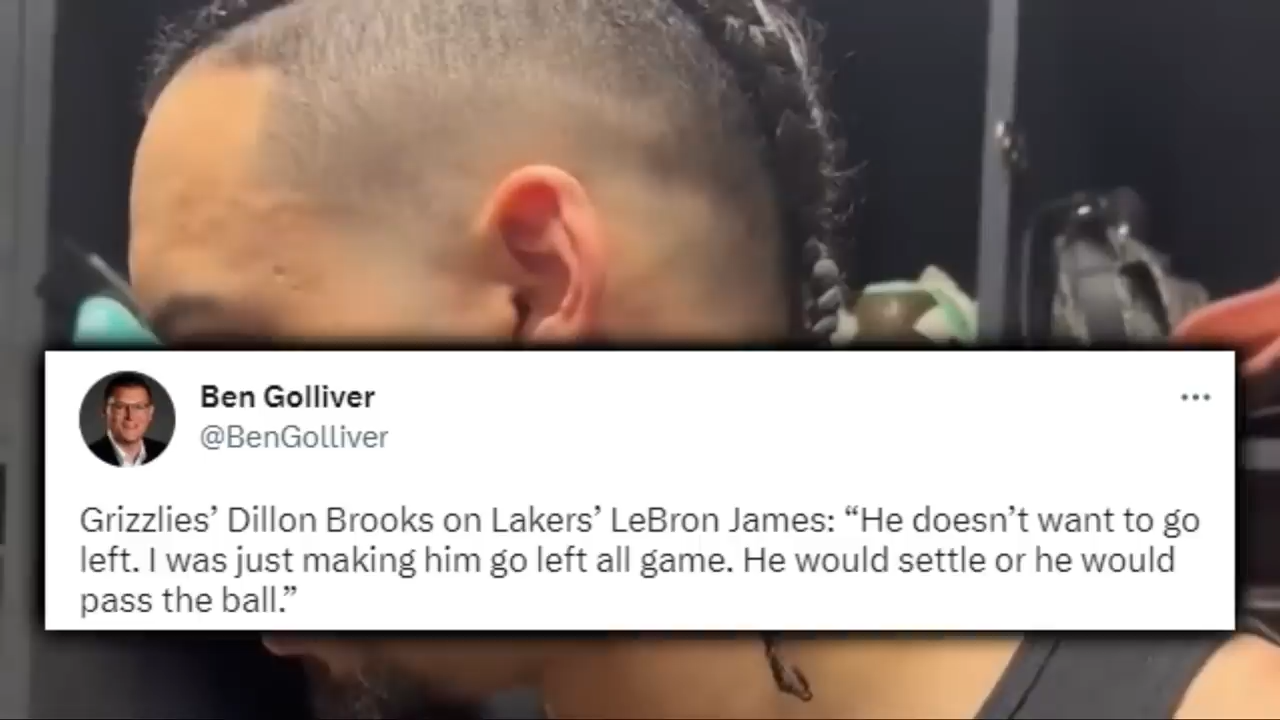 Ben Golliver
@BenGolliver
Grizzlies’ Dillon Brooks on Lakers’ LeBron James: “He doesn’t want to go
left. I was just making him go left all game. He would settle or he would
pass the ball.”